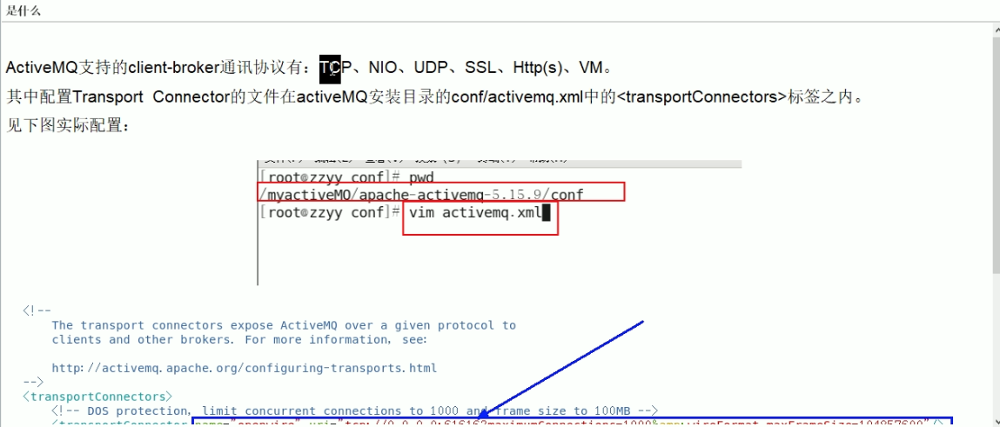 是什么
ActiveMQ支持的client-broker通讯协议有：TCP、NIO、UDP、SSL、Http(s)、VM。
其中配置Transport Connector的文件在activeMQ安装目录的conf/activemq.xml中的<transportConnectors>标签之内。
见下图实际配置：
[root@zzyy conf]# pwd
/myactiveMQ/apache-activemq-5.15.9/conf
[root@zzyy conf]# vim activemq.xml
<!--
The transport connectors expose ActiveMQ over a given protocol to
clients and other brokers. For more information, see:
http://activemq.apache.org/configuring-transports.html
-->
<transportConnectors>
<!-- DOS protection, limit concurrent connections to 1000 and frame size to 100MB -->
<transportConnector name="openwire" uri="tcp://0.0.0.0:61616?maximumConnections=1000&amp;wireFormat.maxFrameSize=104857600"/>